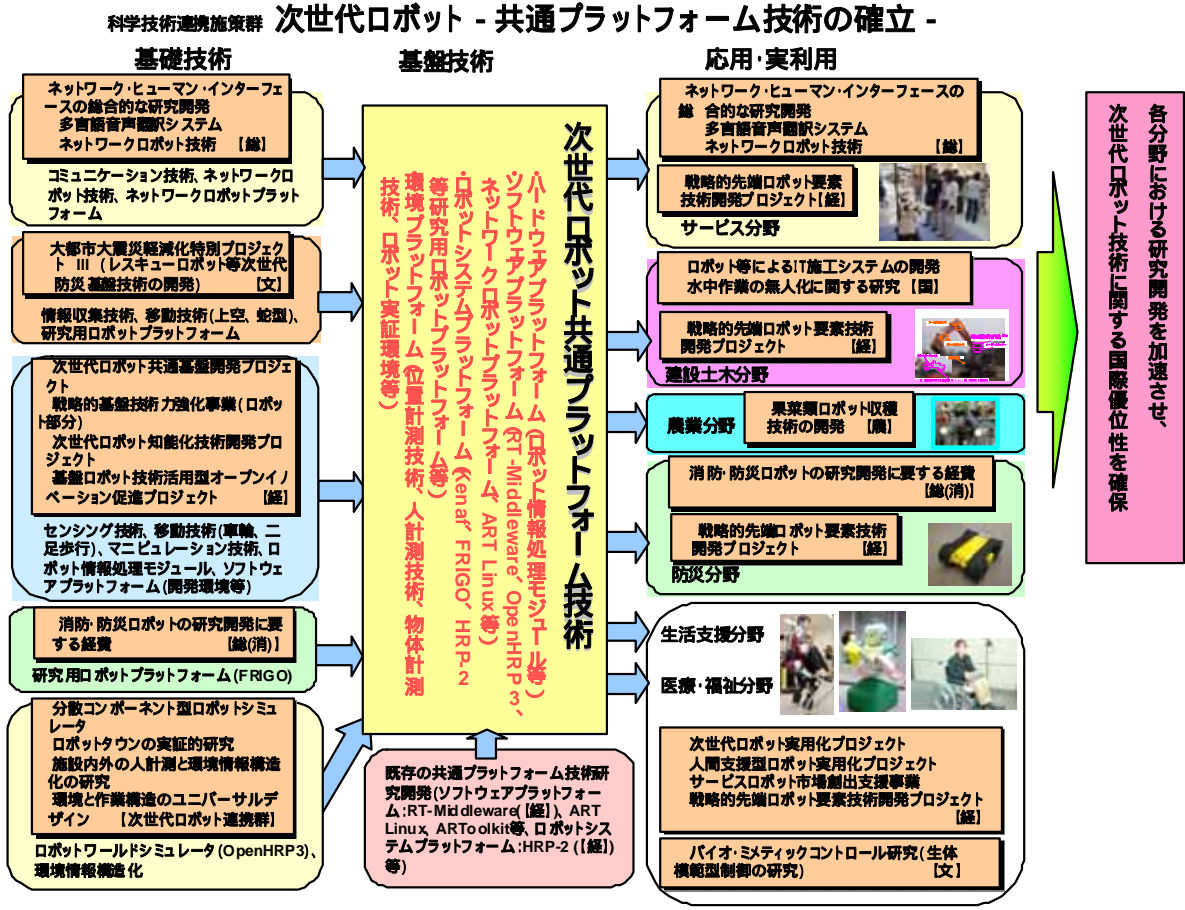 科学技術連携施策群 次世代ロボット - 共通プラットフォーム技術の確立 -
基礎技術
基盤技術
応用・実利用
ネットワーク・ヒューマン・インターフェ
ースの総合的な研究開発
多言語音声翻訳システム
ネットワークロボット技術 【総】
コミュニケーション技術、ネットワークロ
ボット技術、ネットワークロボットプラット
フォーム
大都市大震災軽減化特別プロジェク
ト III (レスキューロボット等次世代
防災基盤技術の開発) 【文】
情報収集技術、移動技術(上空、蛇型)、
研究用ロボットプラットフォーム
次世代ロボット共通基盤開発プロジェ
クト
戦略的基盤技術力強化事業(ロボッ
ト部分)
次世代ロボット知能化技術開発プロ
ジェクト
基盤ロボット技術活用型オープンイノ
ベーション促進プロジェクト 【経】
センシング技術、移動技術(車輪、二
足歩行)、マニピュレーション技術、ロ
ボット情報処理モジュール、ソフトウェ
アプラットフォーム(開発環境等)
消防・防災ロボットの研究開発に要
する経費 【総(消)】
研究用ロボットプラットフォーム(FRIGO)
分散コンポーネント型ロボットシミュ
レータ
ロボットタウンの実証的研究
施設内外の人計測と環境情報構造
化の研究
環境と作業構造のユニバーサルデ
ザイン 【次世代ロボット連携群】
ロボットワールドシミュレータ(OpenHRP3)、
環境情報構造化
次世代ロボット共通プラットフォーム技術
・ハードウェアプラットフォーム(ロボット情報処理モジュール等)
・ソフトウェアプラットフォーム(RT-Middleware、OpenHRP3、
ネットワークロボットプラットフォーム、ART Linux等)
・ロボットシステムプラットフォーム(Kenaf、FRIGO、HRP-2
等研究用ロボットプラットフォーム等)
・環境プラットフォーム(位置計測技術、人計測技術、物体計測
技術、ロボット実証環境等)
既存の共通プラットフォーム技術研
究開発(ソフトウェアプラットフォー
ム:RT-Middleware(【経】)、ART
Linux、ARToolkit等、ロボットシス
テムプラットフォーム:HRP-2 (【経】)
等)
ネットワーク・ヒューマン・インターフェースの
総 合的な研究開発
多言語音声翻訳システム
ネットワークロボット技術 【総】
戦略的先端ロボット要素
技術開発プロジェクト【経】
サービス分野
ロボット等によるIT施工システムの開発
水中作業の無人化に関する研究 【国】
戦略的先端ロボット要素技術
開発プロジェクト 【経】
建設土木分野
農業分野
果菜類ロボット収穫
技術の開発 【農】
消防・防災ロボットの研究開発に要する経費
【総(消)】
戦略的先端ロボット要素技術
開発プロジェクト 【経】
防災分野
生活支援分野
医療・福祉分野
次世代ロボット実用化プロジェクト
人間支援型ロボット実用化プロジェクト
サービスロボット市場創出支援事業
戦略的先端ロボット要素技術開発プロジェクト
【経】
バイオ・ミメティックコントロール研究(生体
模範型制御の研究) 【文】
各分野における研究開発を加速させ、
次世代ロボット技術に関する国際優位性を確保